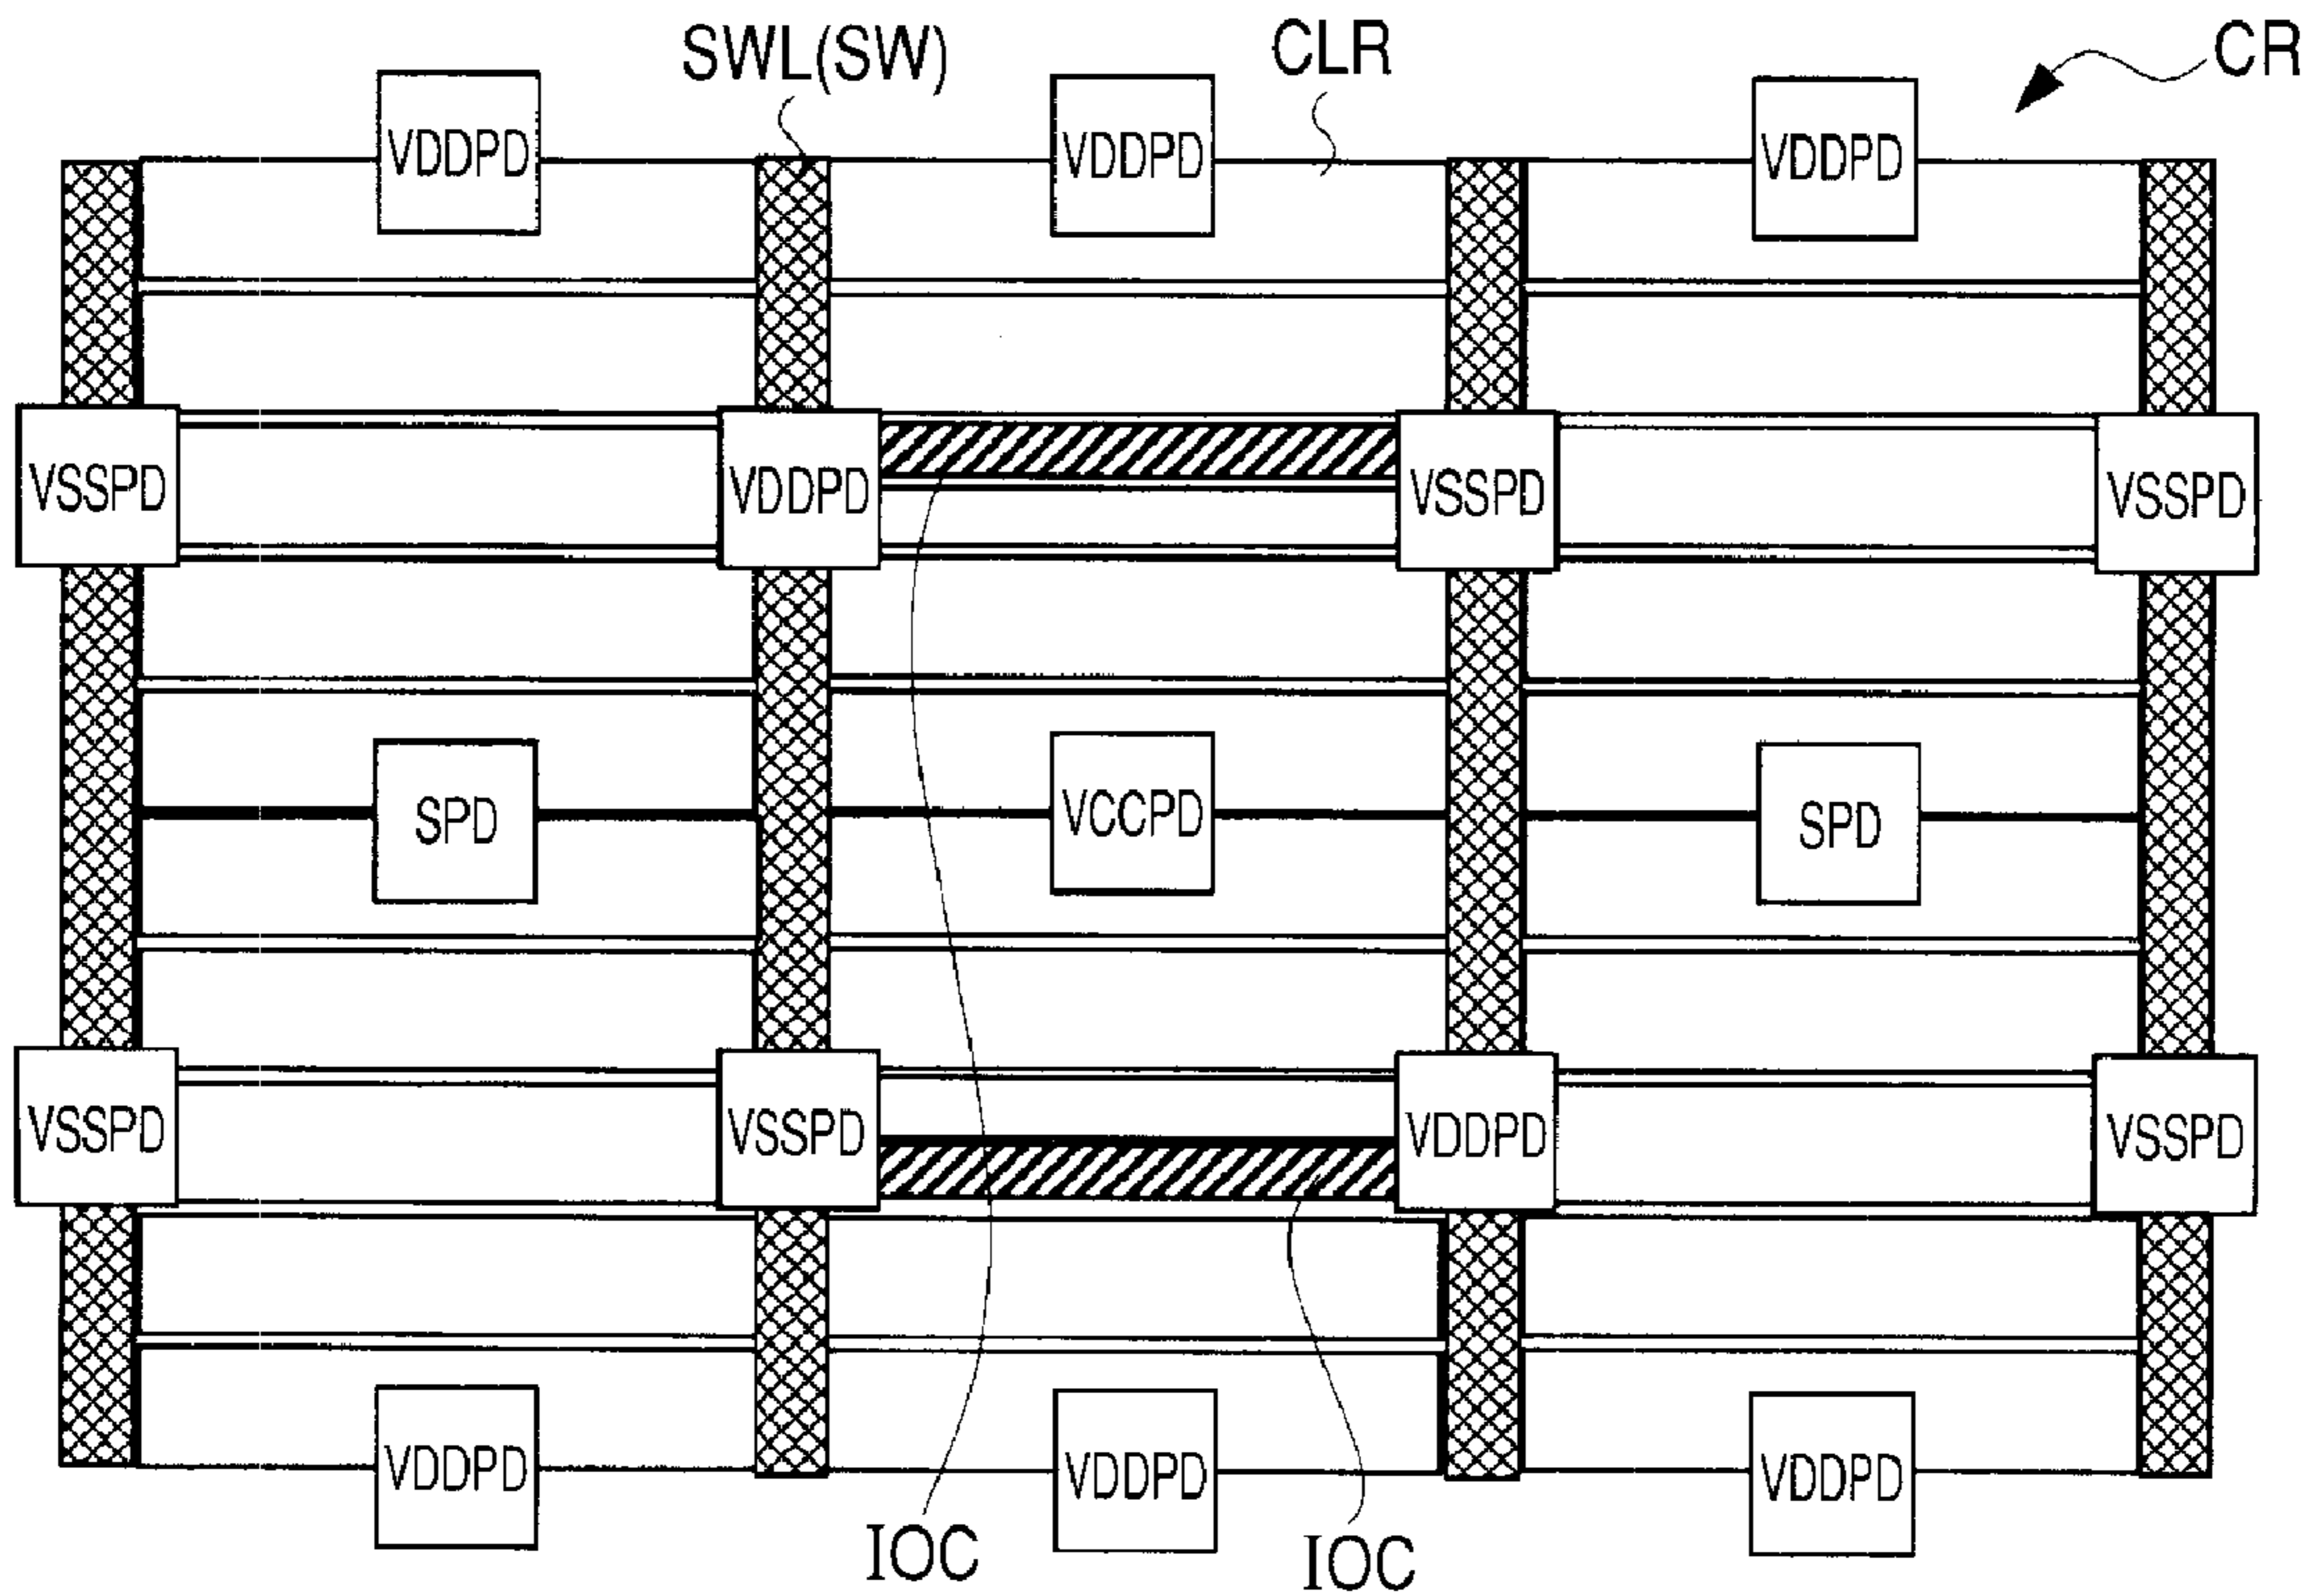 SWL(SW) CLR CR
VDDPD VDDPD VDDPD
VSSPD VDDPD VSSPD VSSPD
SPD VCCPD SPD
VSSPD VSSPD VDDPD VSSPD
VDDPD VDDPD VDDPD
IOC IOC